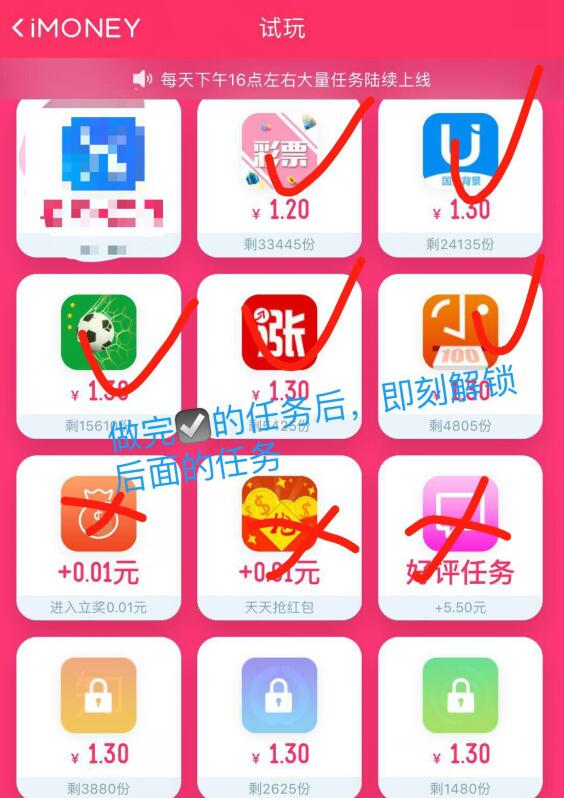 iMONEY
试玩
每天下午16点左右大量任务陆续上线
彩票
国 背景
¥ 1.20
¥ 1.30
剩33445份
剩24135份
涨
100
¥ 1.30
¥ 1.30
¥ 1.30
剩15610份
剩5425份
剩4805份
做完☑的任务后，即刻解锁
后面的任务
+0.01元
+0.01元
好评任务
进入立奖0.01元
天天抢红包
+5.50元
¥ 1.30
¥ 1.30
¥ 1.30
剩3880份
剩2625份
剩1480份